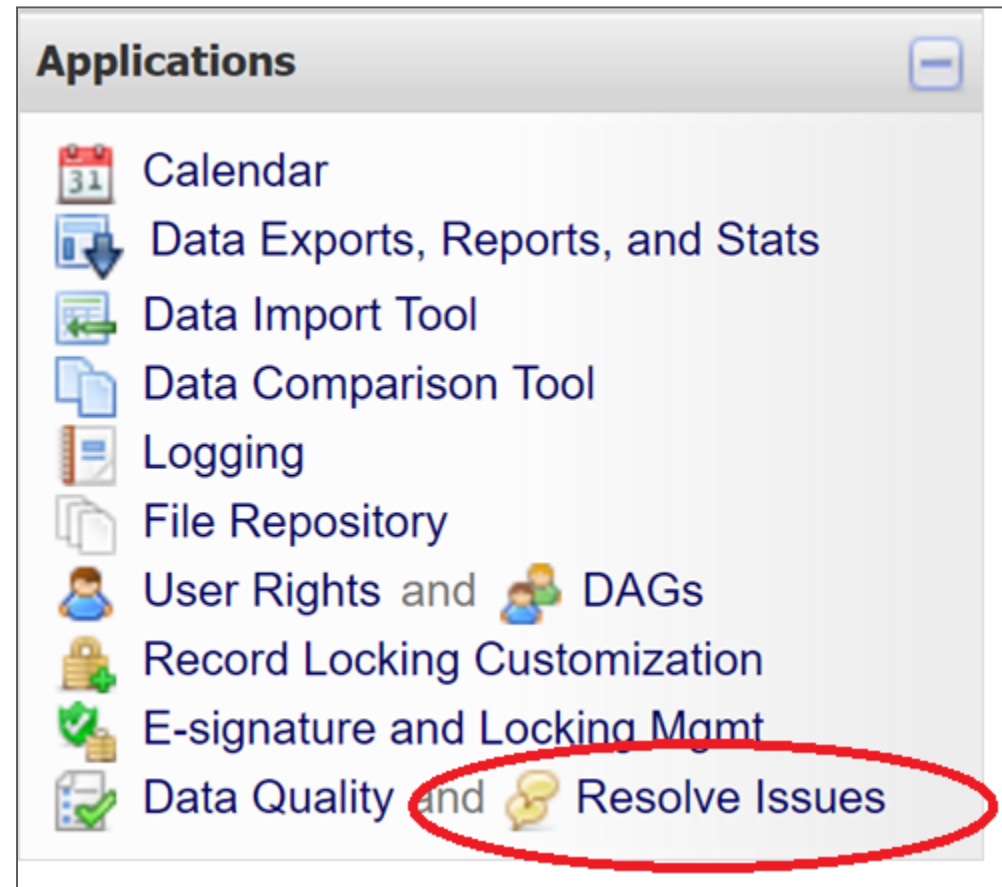 Applications
31 Calendar
Data Exports, Reports, and Stats
Data Import Tool
Data Comparison Tool
Logging
File Repository
User Rights and DAGs
Record Locking Customization
E-signature and Locking Mgmt
Data Quality and Resolve Issues